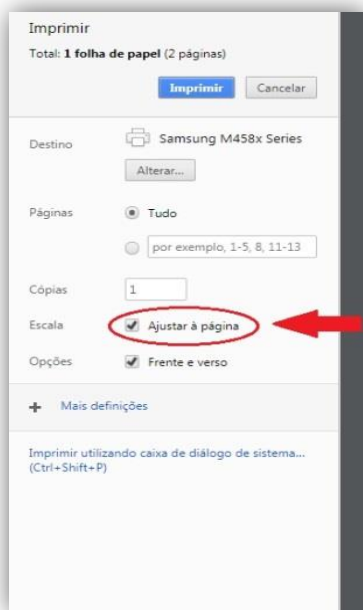 Imprimir
Total: 1 folha de papel (2 páginas)
Imprimir Cancelar
Destino Samsung M458x Series
Alterar...
Páginas Tudo
por exemplo, 1-5, 8, 11-13
Cópias 1
Escala Ajustar à página
Opções Frente e verso
+ Mais definições
Imprimir utilizando caixa de diálogo de sistema...
(Ctrl+Shift+P)